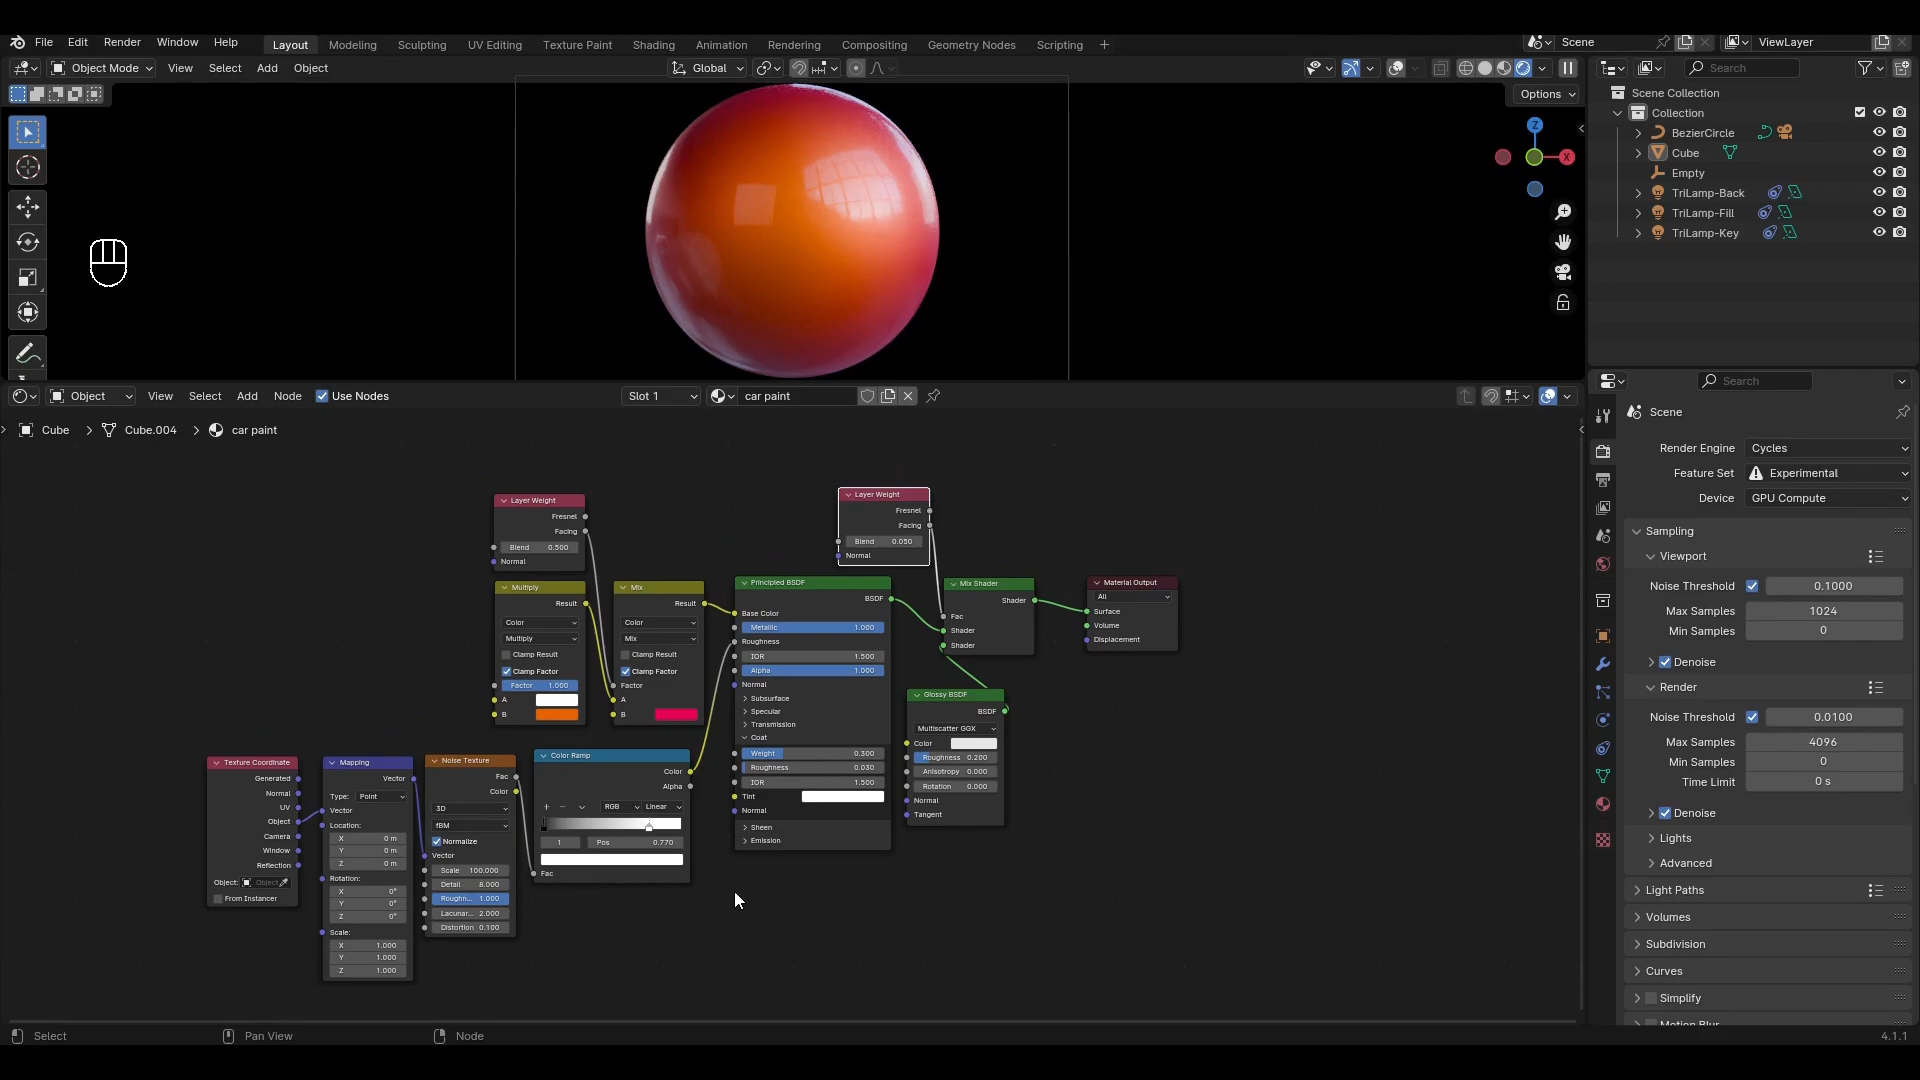 File Edit Render Window Help Layout Modeling Sculpting UV Editing Texture Paint Shading Animation Rendering Compositing Geometry Nodes Scripting + Scene ViewLayer
Object Mode View Select Add Object Global Search
Options
Z
X
Scene Collection
Collection
BezierCircle
Cube
Empty
TriLamp-Back
TriLamp-Fill
TriLamp-Key
Object View Select Add Node Use Nodes Slot 1 car paint
Cube > Cube.004 > car paint
Layer Weight
Fresnel
Facing
Blend 0.500
Normal
Layer Weight
Fresnel
Facing
Blend 0.050
Normal
Multiply
Result
Color
Multiply
Clamp Result
Clamp Factor
Factor 1.000
A
B
Mix
Result
Color
Mix
Clamp Result
Clamp Factor
Factor
A
B
Principled BSDF
BSDF
Base Color
Metallic 1.000
Roughness
IOR 1.500
Alpha 1.000
Normal
Subsurface
Specular
Transmission
Coat
Weight 0.300
Roughness 0.030
IOR 1.500
Tint
Normal
Sheen
Emission
Mix Shader
Shader
Fac
Shader
Shader
Material Output
All
Surface
Volume
Displacement
Glossy BSDF
BSDF
Multiscatter GGX
Color
Roughness 0.200
Anisotropy 0.000
Rotation 0.000
Normal
Tangent
Texture Coordinate
Generated
Normal
UV
Object
Camera
Window
Reflection
Object: Object
From Instancer
Mapping
Vector
Type: Point
Vector
Location:
X 0 m
Y 0 m
Z 0 m
Rotation:
X 0°
Y 0°
Z 0°
Scale:
X 1.000
Y 1.000
Z 1.000
Noise Texture
Fac
Color
3D
fBM
Normalize
Vector
Scale 100.000
Detail 8.000
Roughn... 1.000
Lacunar... 2.000
Distortion 0.100
Color Ramp
Color
Alpha
+ − RGB Linear
1 Pos 0.770
Fac
Search
Scene
Render Engine Cycles
Feature Set Experimental
Device GPU Compute
Sampling
Viewport
Noise Threshold 0.1000
Max Samples 1024
Min Samples 0
Denoise
Render
Noise Threshold 0.0100
Max Samples 4096
Min Samples 0
Time Limit 0 s
Denoise
Lights
Advanced
Light Paths
Volumes
Subdivision
Curves
Simplify
Motion Blur
Select Pan View Node 4.1.1